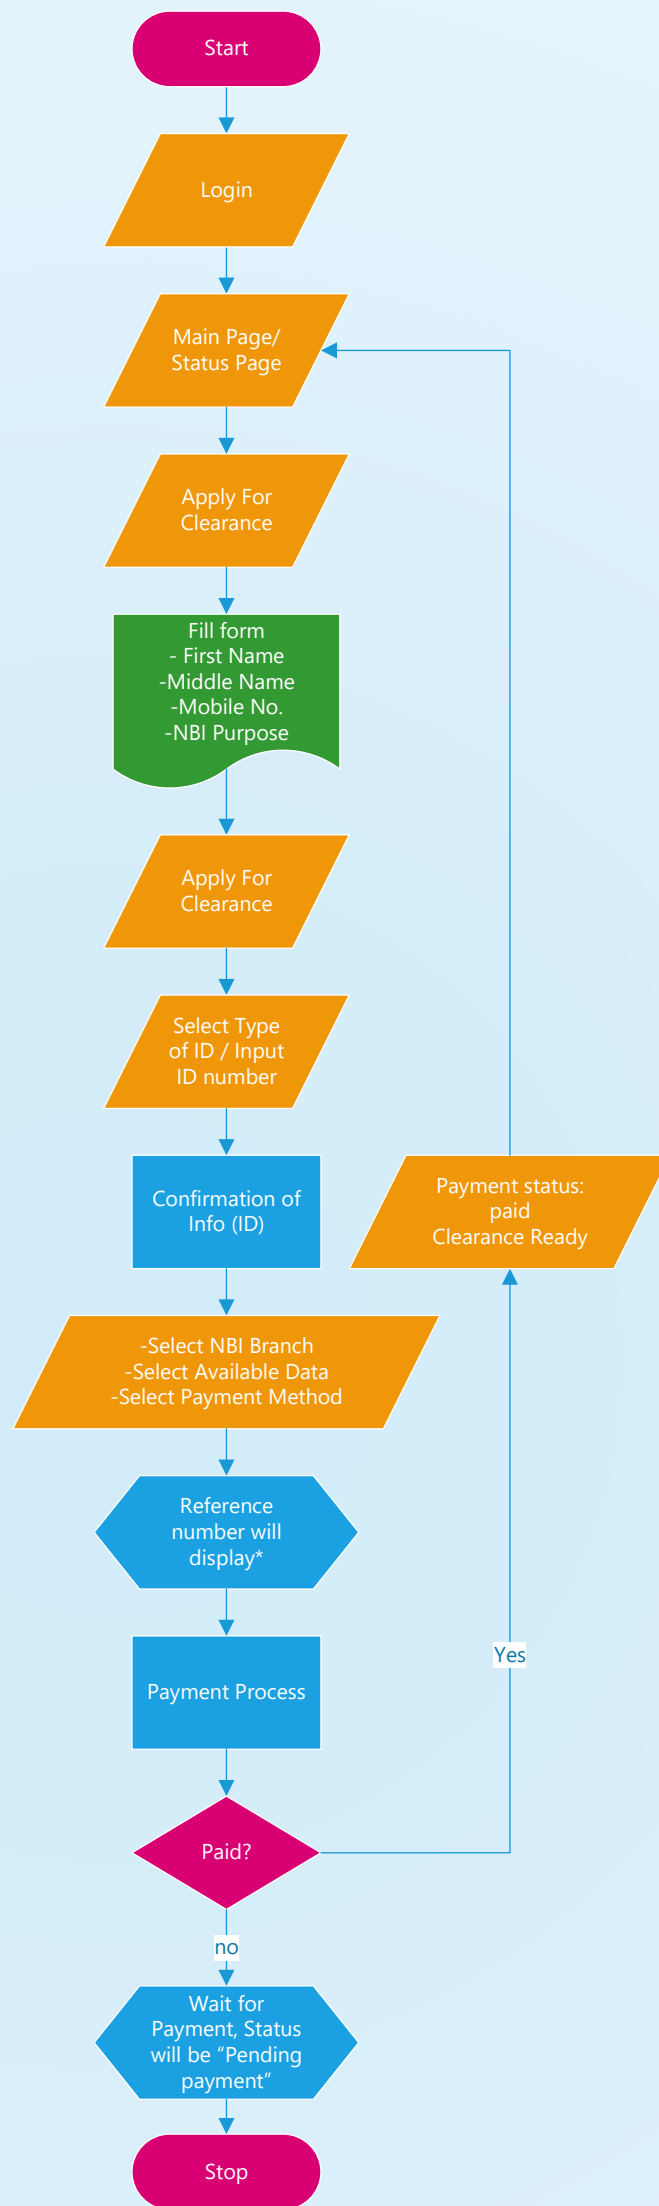 Start
Login
Main Page/
Status Page
Apply For
Clearance
Fill form
- First Name
-Middle Name
-Mobile No.
-NBI Purpose
Apply For
Clearance
Select Type
of ID / Input
ID number
Confirmation of
Info (ID)
Payment status:
paid
Clearance Ready
-Select NBI Branch
-Select Available Data
-Select Payment Method
Reference
number will
display*
Yes
Payment Process
Paid?
no
Wait for
Payment, Status
will be “Pending
payment”
Stop